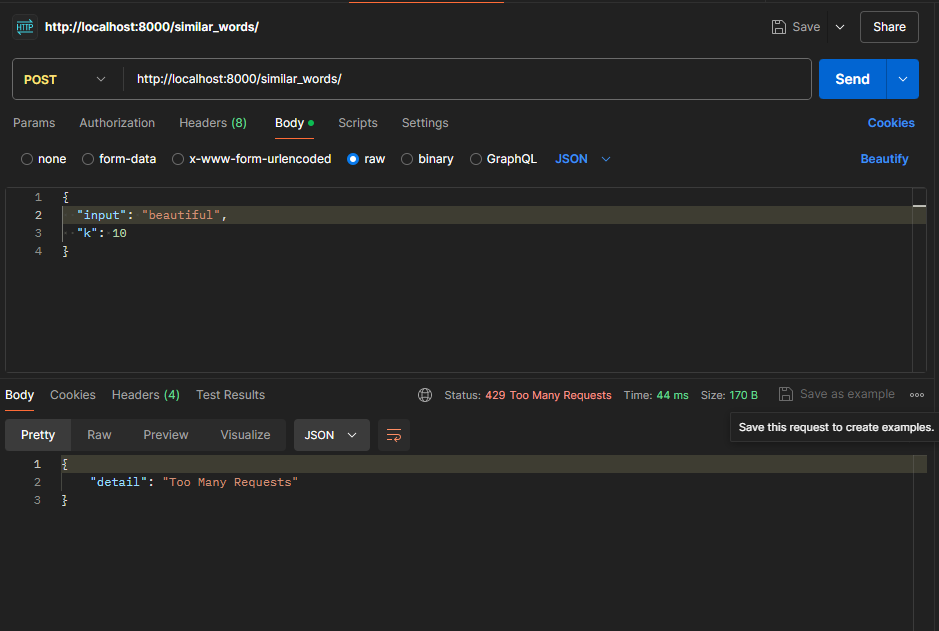 HTTP http://localhost:8000/similar_words/ Save Share
POST http://localhost:8000/similar_words/ Send
Params Authorization Headers (8) Body Scripts Settings Cookies
none form-data x-www-form-urlencoded raw binary GraphQL JSON Beautify
1 {
2 "input": "beautiful",
3 "k": 10
4 }
Body Cookies Headers (4) Test Results Status: 429 Too Many Requests Time: 44 ms Size: 170 B Save as example
Save this request to create examples.
Pretty Raw Preview Visualize JSON
1 {
2 "detail": "Too Many Requests"
3 }